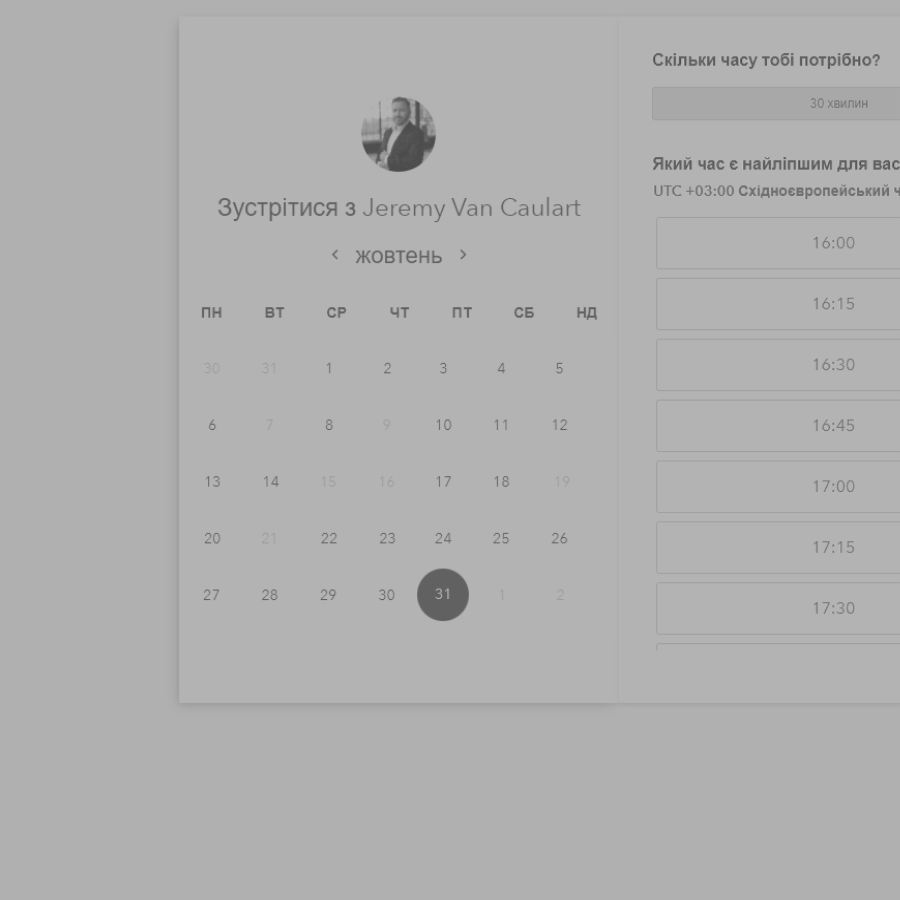 Зустрітися з Jeremy Van Caulart
‹ жовтень ›
ПН ВТ СР ЧТ ПТ СБ НД
30 31 1 2 3 4 5
6 7 8 9 10 11 12
13 14 15 16 17 18 19
20 21 22 23 24 25 26
27 28 29 30 31 1 2
Скільки часу тобі потрібно?
30 хвилин
Який час є найліпшим для вас
UTC +03:00 Східноєвропейський ч
16:00
16:15
16:30
16:45
17:00
17:15
17:30